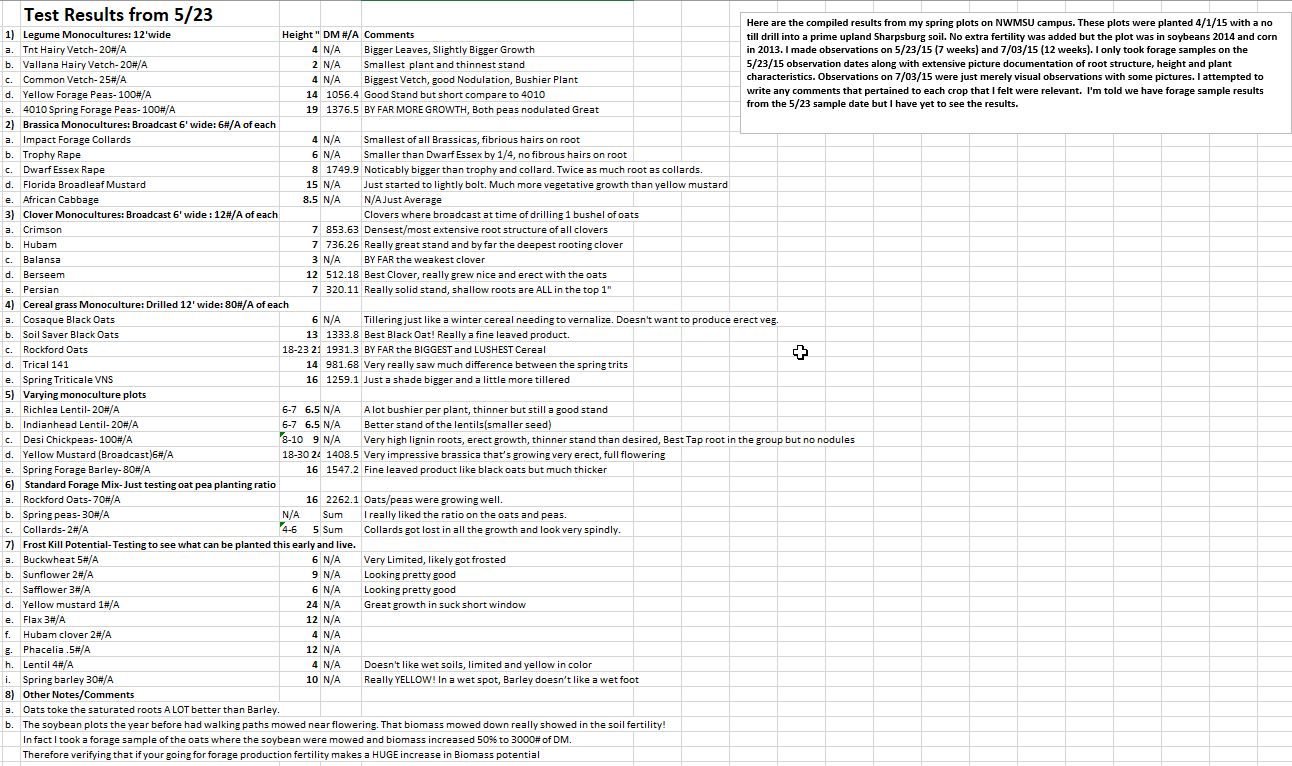 Test Results from 5/23
1) Legume Monocultures: 12'wide Height " DM #/A Comments
a. Tnt Hairy Vetch- 20#/A 4 N/A Bigger Leaves, Slightly Bigger Growth
b. Vallana Hairy Vetch- 20#/A 2 N/A Smallest plant and thinnest stand
c. Common Vetch- 25#/A 4 N/A Biggest Vetch, good Nodulation, Bushier Plant
d. Yellow Forage Peas- 100#/A 14 1056.4 Good Stand but short compare to 4010
e. 4010 Spring Forage Peas- 100#/A 19 1376.5 BY FAR MORE GROWTH, Both peas nodulated Great
2) Brassica Monocultures: Broadcast 6' wide: 6#/A of each
a. Impact Forage Collards 4 N/A Smallest of all Brassicas, fibrious hairs on root
b. Trophy Rape 6 N/A Smaller than Dwarf Essex by 1/4, no fibrous hairs on root
c. Dwarf Essex Rape 8 1749.9 Noticably bigger than trophy and collard. Twice as much root as collards.
d. Florida Broadleaf Mustard 15 N/A Just started to lightly bolt. Much more vegetative growth than yellow mustard
e. African Cabbage 8.5 N/A N/A Just Average
3) Clover Monocultures: Broadcast 6' wide : 12#/A of each Clovers where broadcast at time of drilling 1 bushel of oats
a. Crimson 7 853.63 Densest/most extensive root structure of all clovers
b. Hubam 7 736.26 Really great stand and by far the deepest rooting clover
c. Balansa 3 N/A BY FAR the weakest clover
d. Berseem 12 512.18 Best Clover, really grew nice and erect with the oats
e. Persian 7 320.11 Really solid stand, shallow roots are ALL in the top 1"
4) Cereal grass Monoculture: Drilled 12' wide: 80#/A of each
a. Cosaque Black Oats 6 N/A Tillering just like a winter cereal needing to vernalize. Doesn't want to produce erect veg.
b. Soil Saver Black Oats 13 1333.8 Best Black Oat! Really a fine leaved product.
c. Rockford Oats 18-23 21 1931.3 BY FAR the BIGGEST and LUSHEST Cereal
d. Trical 141 14 981.68 Very really saw much difference between the spring trits
e. Spring Triticale VNS 16 1259.1 Just a shade bigger and a little more tillered
5) Varying monoculture plots
a. Richlea Lentil- 20#/A 6-7 6.5 N/A A lot bushier per plant, thinner but still a good stand
b. Indianhead Lentil- 20#/A 6-7 6.5 N/A Better stand of the lentils(smaller seed)
c. Desi Chickpeas- 100#/A 8-10 9 N/A Very high lignin roots, erect growth, thinner stand than desired, Best Tap root in the group but no nodules
d. Yellow Mustard (Broadcast)6#/A 18-30 24 1408.5 Very impressive brassica that's growing very erect, full flowering
e. Spring Forage Barley- 80#/A 16 1547.2 Fine leaved product like black oats but much thicker
6) Standard Forage Mix- Just testing oat pea planting ratio
a. Rockford Oats- 70#/A 16 2262.1 Oats/peas were growing well.
b. Spring peas- 30#/A N/A Sum I really liked the ratio on the oats and peas.
c. Collards- 2#/A 4-6 5 Sum Collards got lost in all the growth and look very spindly.
7) Frost Kill Potential- Testing to see what can be planted this early and live.
a. Buckwheat 5#/A 6 N/A Very Limited, likely got frosted
b. Sunflower 2#/A 9 N/A Looking pretty good
c. Safflower 3#/A 6 N/A Looking pretty good
d. Yellow mustard 1#/A 24 N/A Great growth in suck short window
e. Flax 3#/A 12 N/A
f. Hubam clover 2#/A 4 N/A
g. Phacelia .5#/A 12 N/A
h. Lentil 4#/A 4 N/A Doesn't like wet soils, limited and yellow in color
i. Spring barley 30#/A 10 N/A Really YELLOW! In a wet spot, Barley doesn't like a wet foot
8) Other Notes/Comments
a. Oats toke the saturated roots A LOT better than Barley.
b. The soybean plots the year before had walking paths mowed near flowering. That biomass mowed down really showed in the soil fertility!
In fact I took a forage sample of the oats where the soybean were mowed and biomass increased 50% to 3000# of DM.
Therefore verifying that if your going for forage production fertility makes a HUGE increase in Biomass potential
Here are the compiled results from my spring plots on NWMSU campus. These plots were planted 4/1/15 with a no
till drill into a prime upland Sharpsburg soil. No extra fertility was added but the plot was in soybeans 2014 and corn
in 2013. I made observations on 5/23/15 (7 weeks) and 7/03/15 (12 weeks). I only took forage samples on the
5/23/15 observation dates along with extensive picture documentation of root structure, height and plant
characteristics. Observations on 7/03/15 were just merely visual observations with some pictures. I attempted to
write any comments that pertained to each crop that I felt were relevant. I'm told we have forage sample results
from the 5/23 sample date but I have yet to see the results.